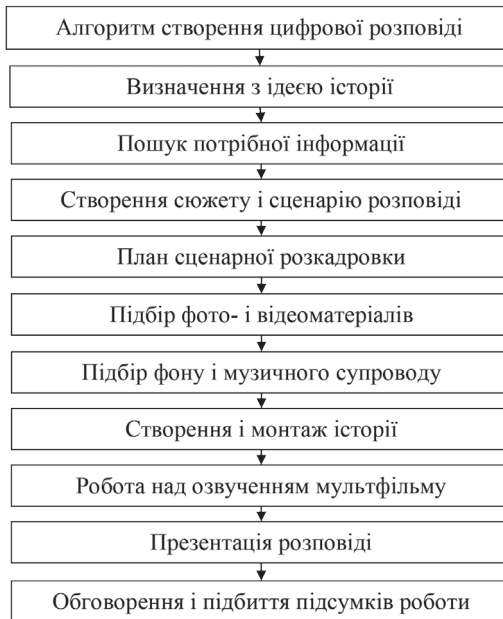 Алгоритм створення цифрової розповіді
Визначення з ідеєю історії
Пошук потрібної інформації
Створення сюжету і сценарію розповіді
План сценарної розкадровки
Підбір фото- і відеоматеріалів
Підбір фону і музичного супроводу
Створення і монтаж історії
Робота над озвученням мультфільму
Презентація розповіді
Обговорення і підбиття підсумків роботи